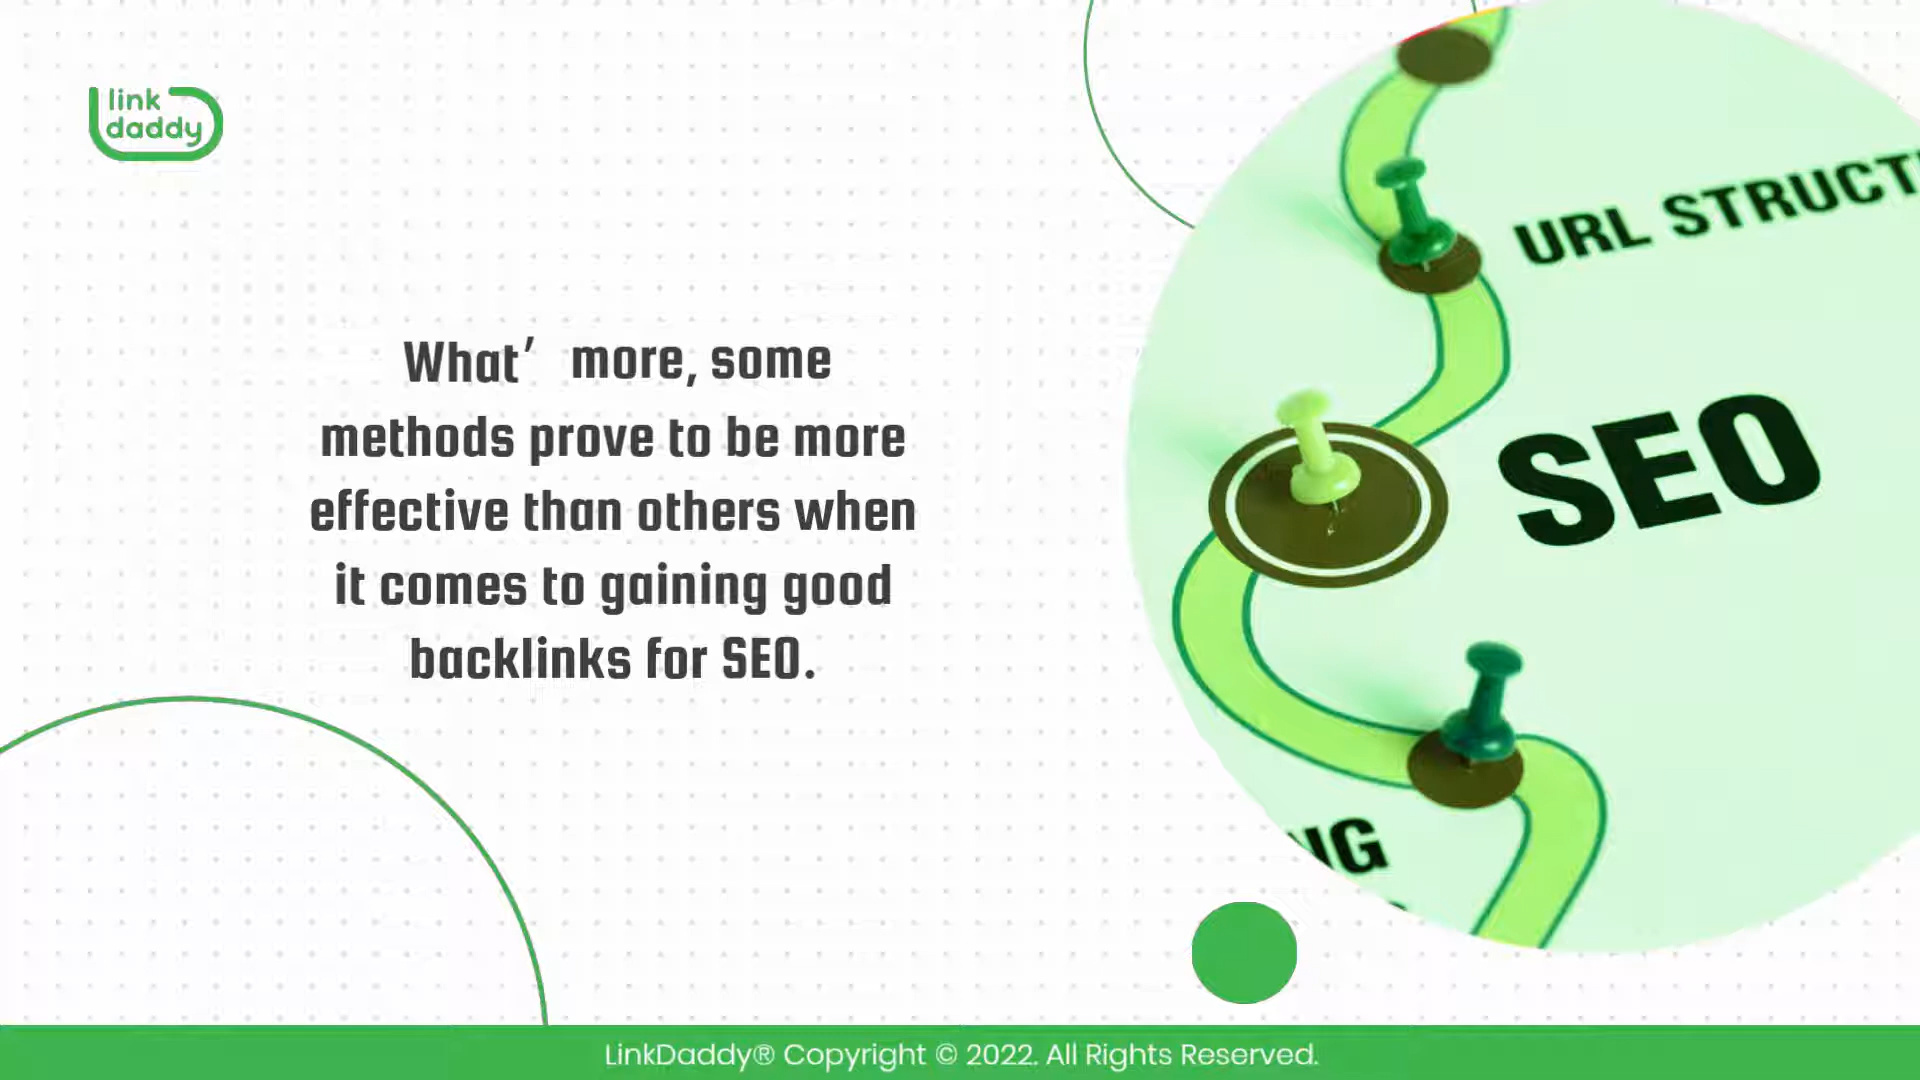 link
daddy
What’ more, some
methods prove to be more
effective than others when
it comes to gaining good
backlinks for SEO.
URL STRUCT
SEO
NG
LinkDaddy® Copyright © 2022. All Rights Reserved.